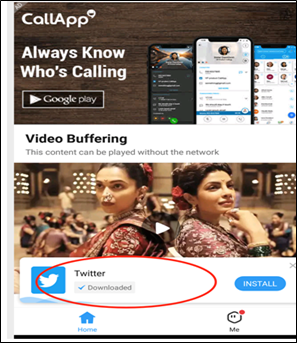 CallApp
Always Know
Who's Calling
Google play
Video Buffering
This content can be played without the network
Twitter
Downloaded
INSTALL
Home
Me